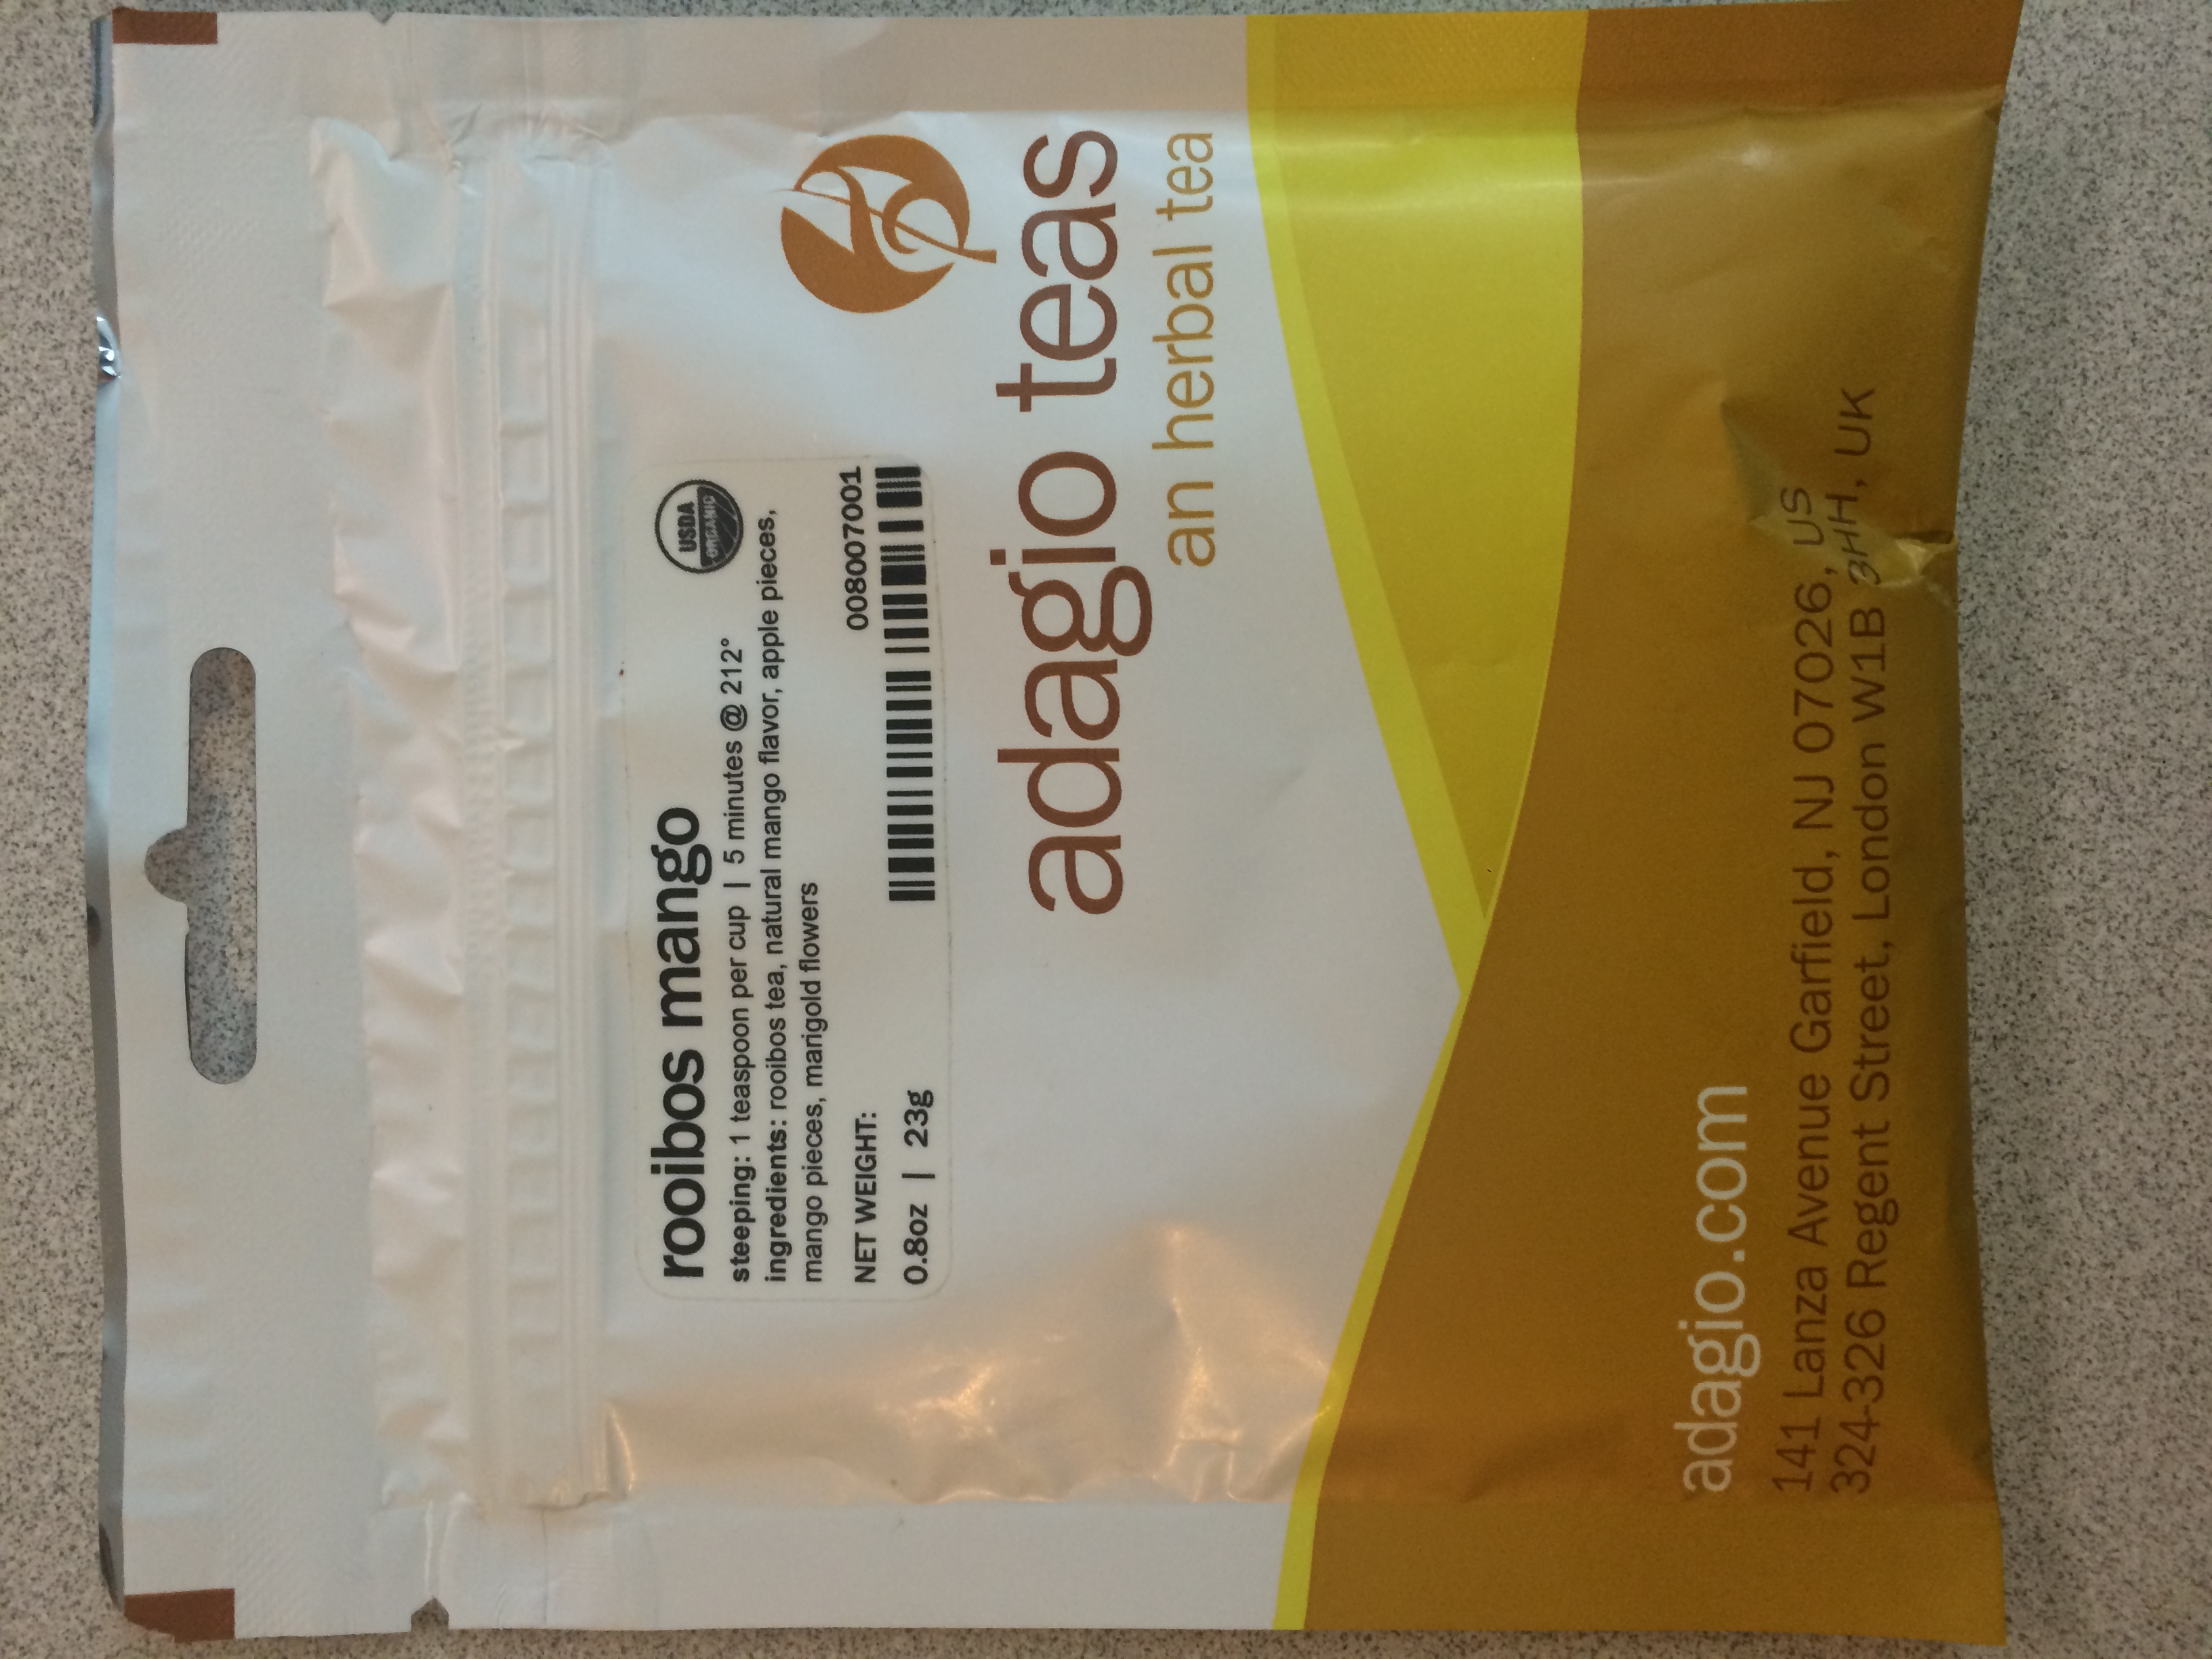 rooibos mango
USDA
ORGANIC
steeping: 1 teaspoon per cup | 5 minutes @ 212°
ingredients: rooibos tea, natural mango flavor, apple pieces,
mango pieces, marigold flowers
NET WEIGHT:
008007001
0.8oz | 23g
adagio teas
an herbal tea
adagio.com
141 Lanza Avenue Garfield, NJ 07026, US
324-326 Regent Street, London W1B 3HH, UK